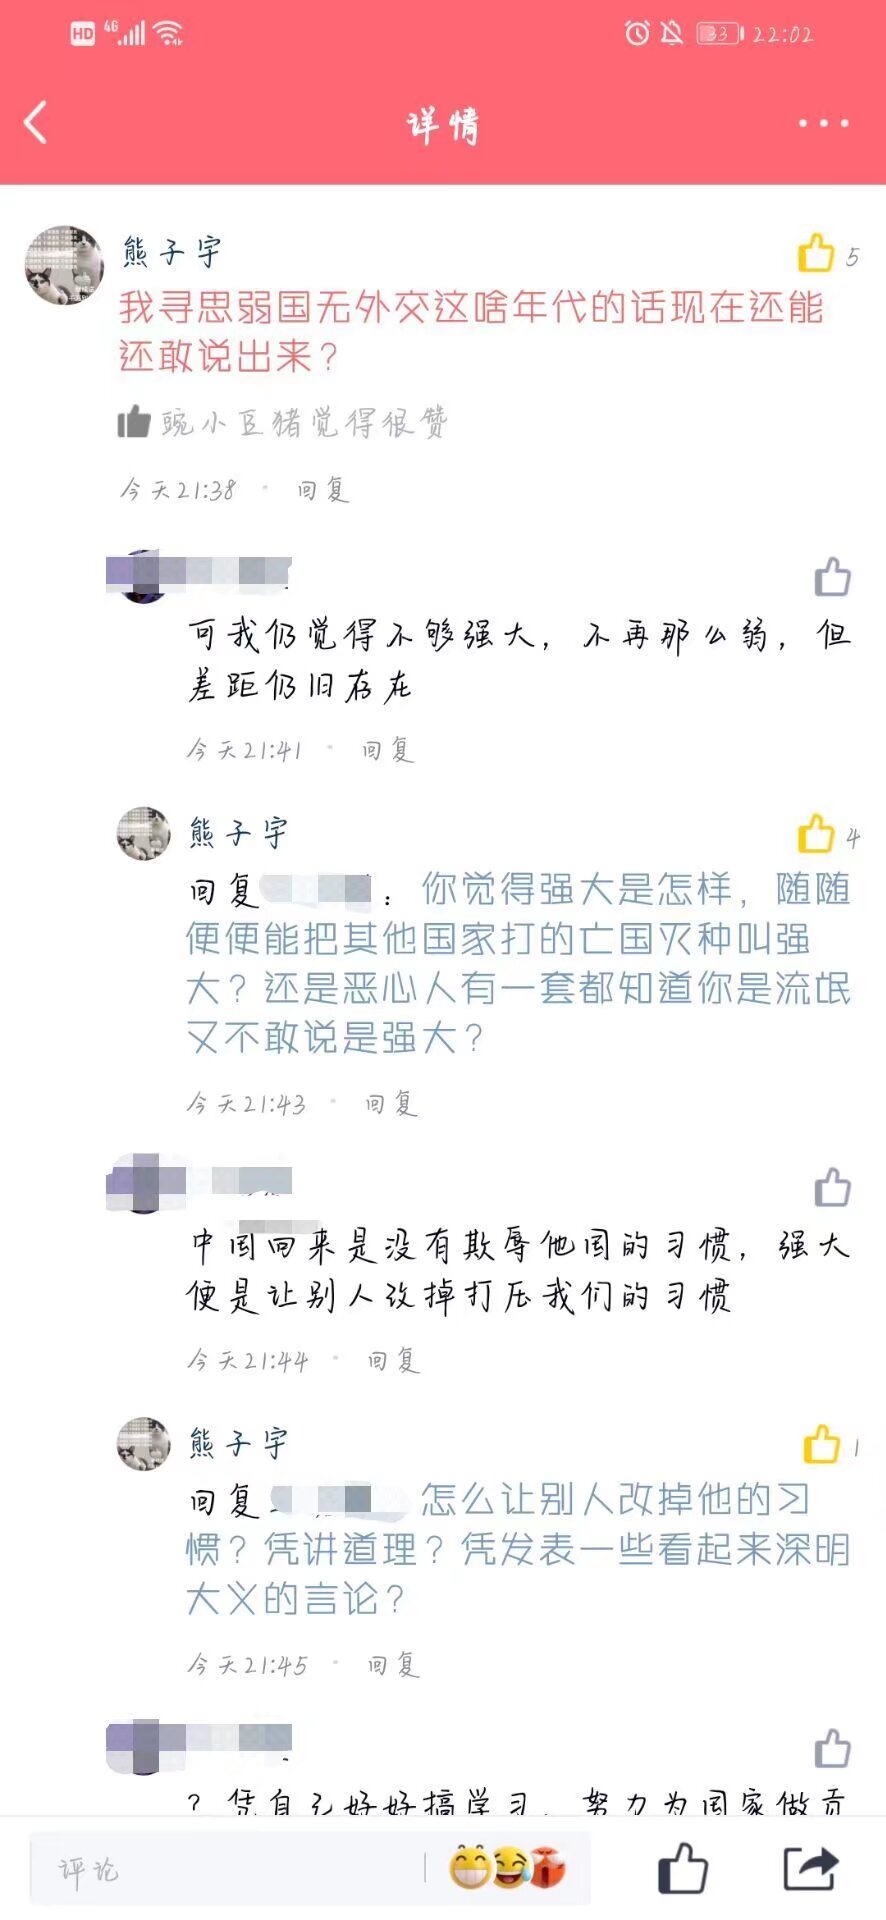 HD 4G 33 22:02
详情
熊子宇
5
我寻思弱国无外交这啥年代的话现在还能
还敢说出来？
豌小豆猪觉得很赞
今天21:38 · 回复
可我仍觉得不够强大，不再那么弱，但
差距仍旧存在
今天21:41 · 回复
熊子宇
4
回复 ：你觉得强大是怎样，随随
便便能把其他国家打的亡国灭种叫强
大？还是恶心人有一套都知道你是流氓
又不敢说是强大？
今天21:43 · 回复
中国回来是没有欺辱他国的习惯，强大
便是让别人改掉打压我们的习惯
今天21:44 · 回复
熊子宇
1
回复 怎么让别人改掉他的习
惯？凭讲道理？凭发表一些看起来深明
大义的言论？
今天21:45 · 回复
？凭自己好好搞学习，努力为国家做贡
评论